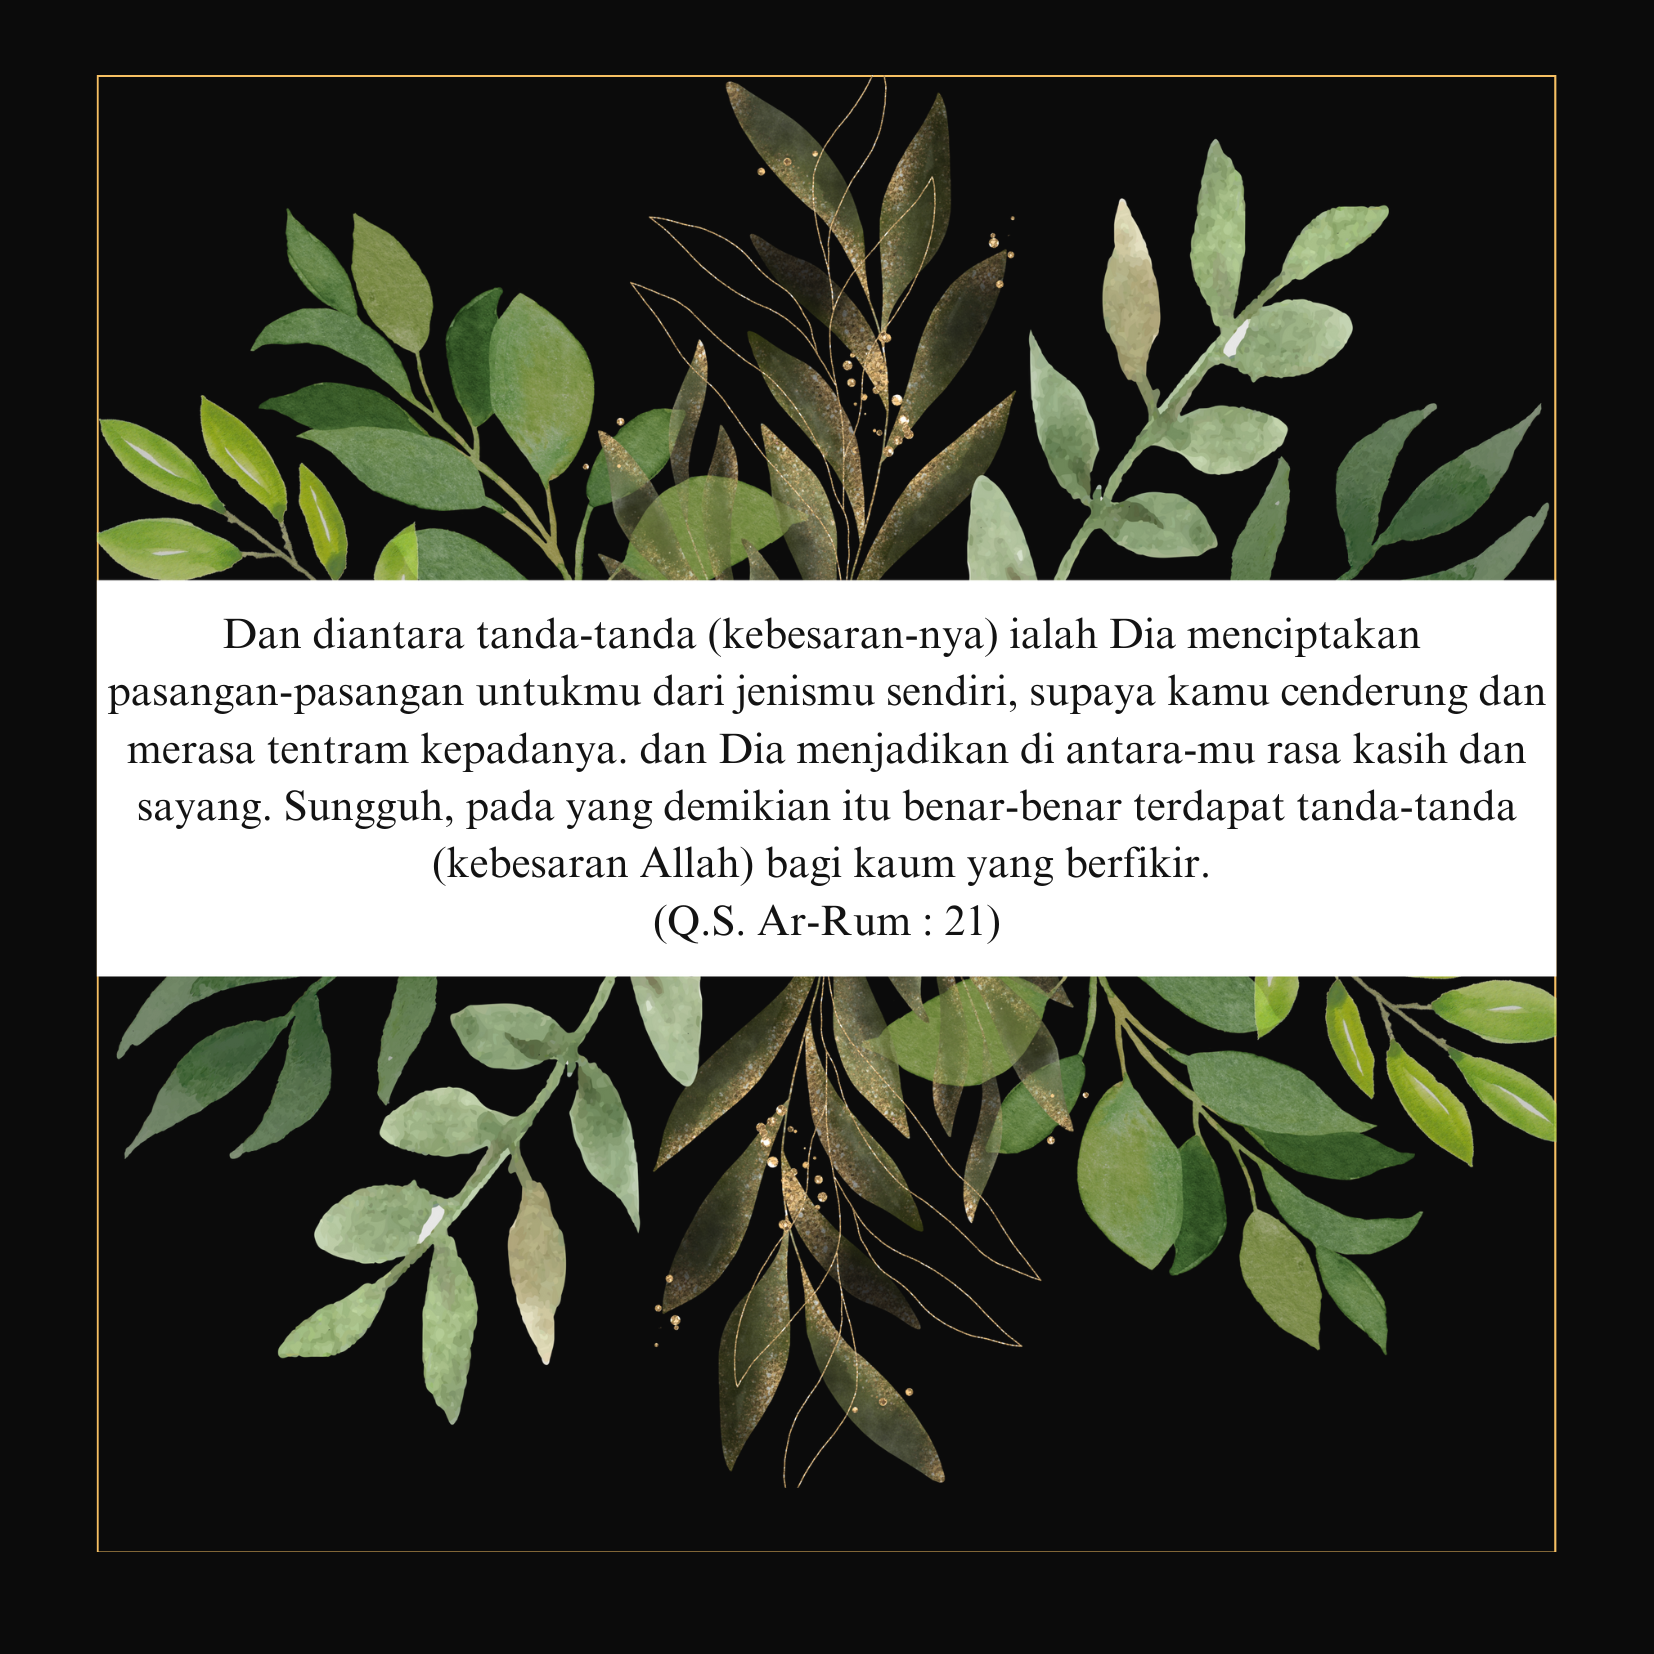 Dan diantara tanda-tanda (kebesaran-nya) ialah Dia menciptakan
pasangan-pasangan untukmu dari jenismu sendiri, supaya kamu cenderung dan
merasa tentram kepadanya. dan Dia menjadikan di antara-mu rasa kasih dan
sayang. Sungguh, pada yang demikian itu benar-benar terdapat tanda-tanda
(kebesaran Allah) bagi kaum yang berfikir.
(Q.S. Ar-Rum : 21)